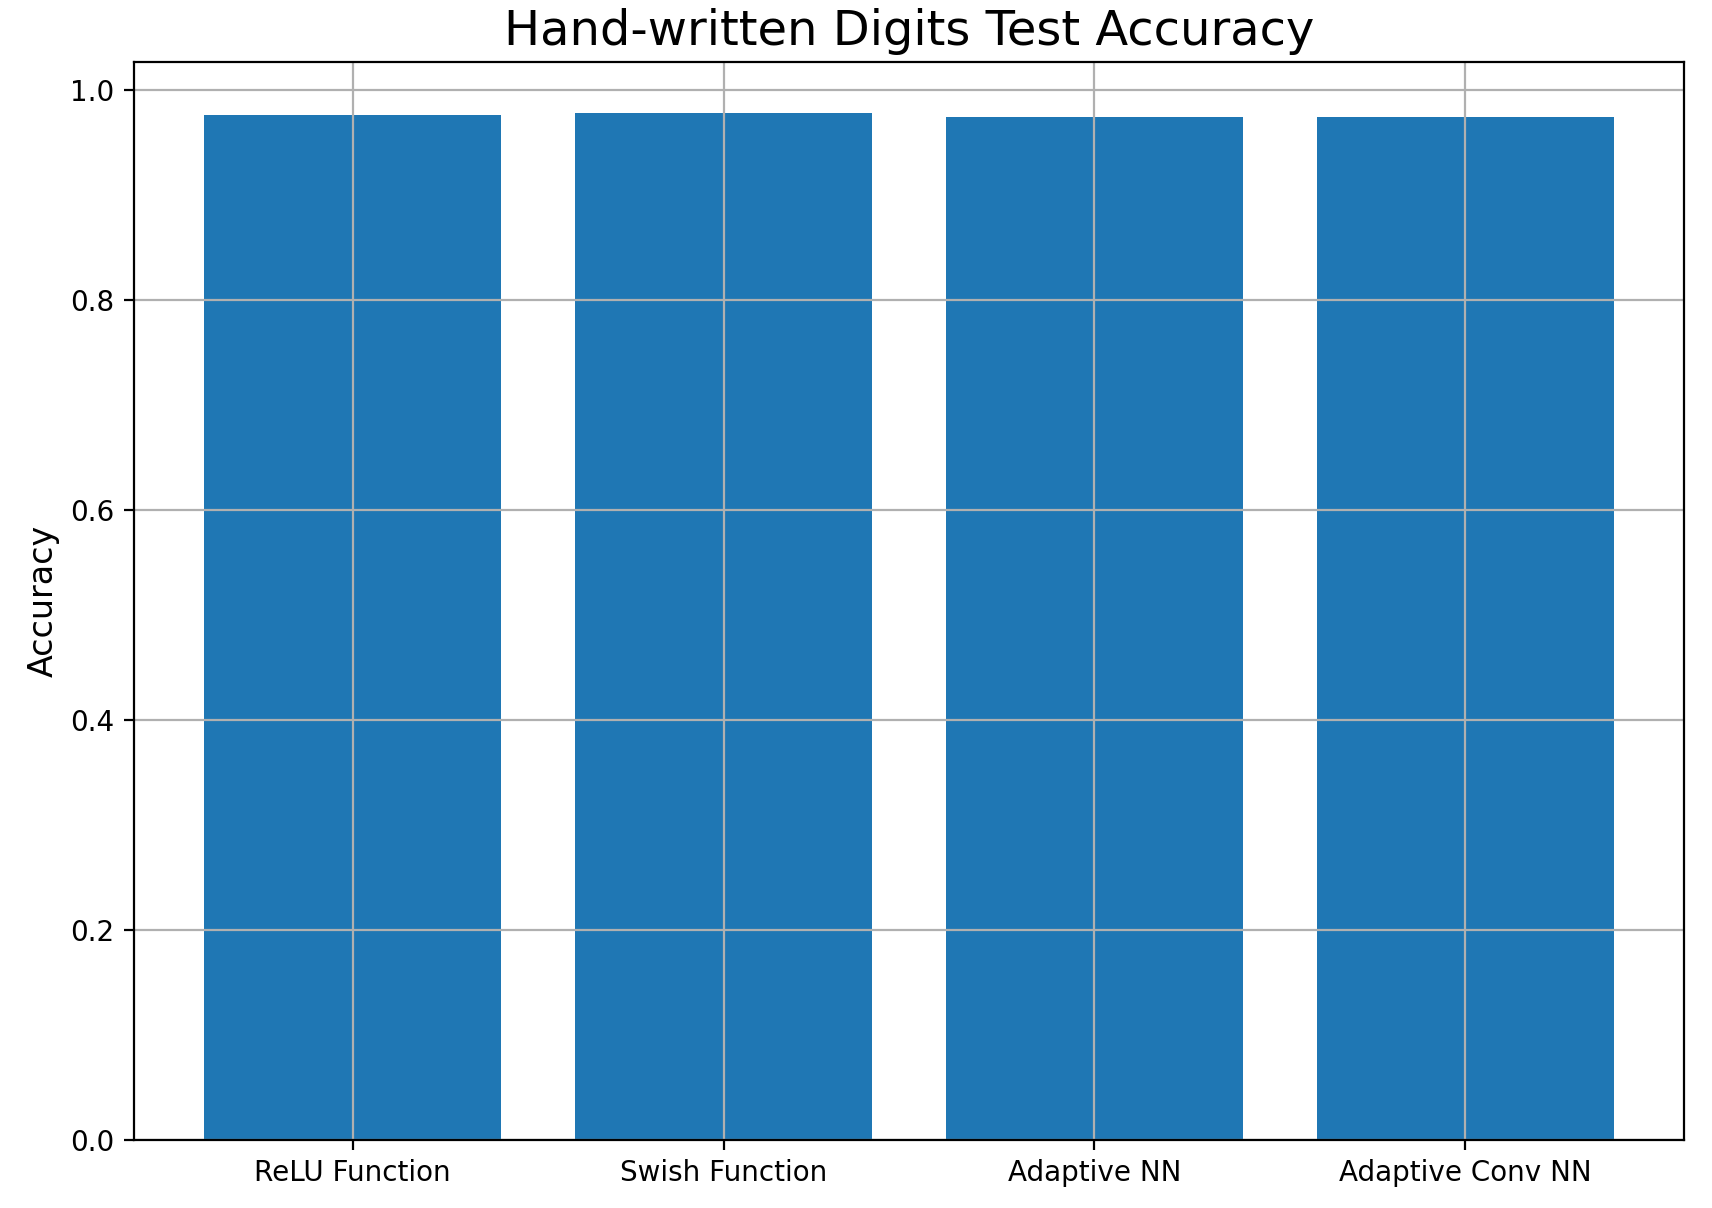 Hand-written Digits Test Accuracy
1.0
0.8
0.6
0.4
0.2
0.0
Accuracy
ReLU Function
Swish Function
Adaptive NN
Adaptive Conv NN